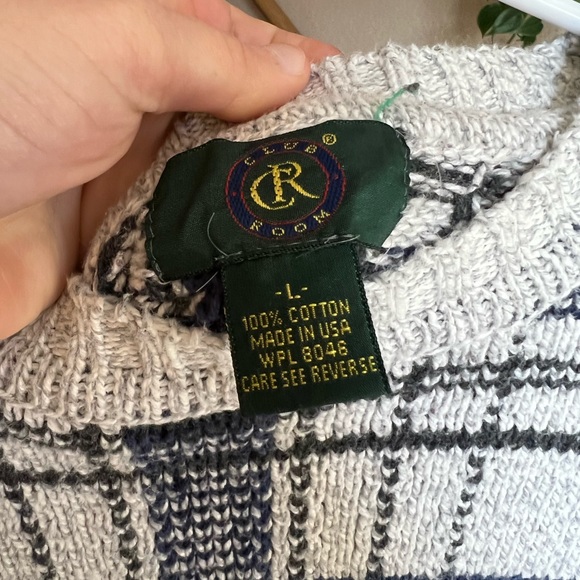 CLUB ®
CR
ROOM
-L-
100% COTTON
MADE IN USA
WPL 8046
CARE SEE REVERSE